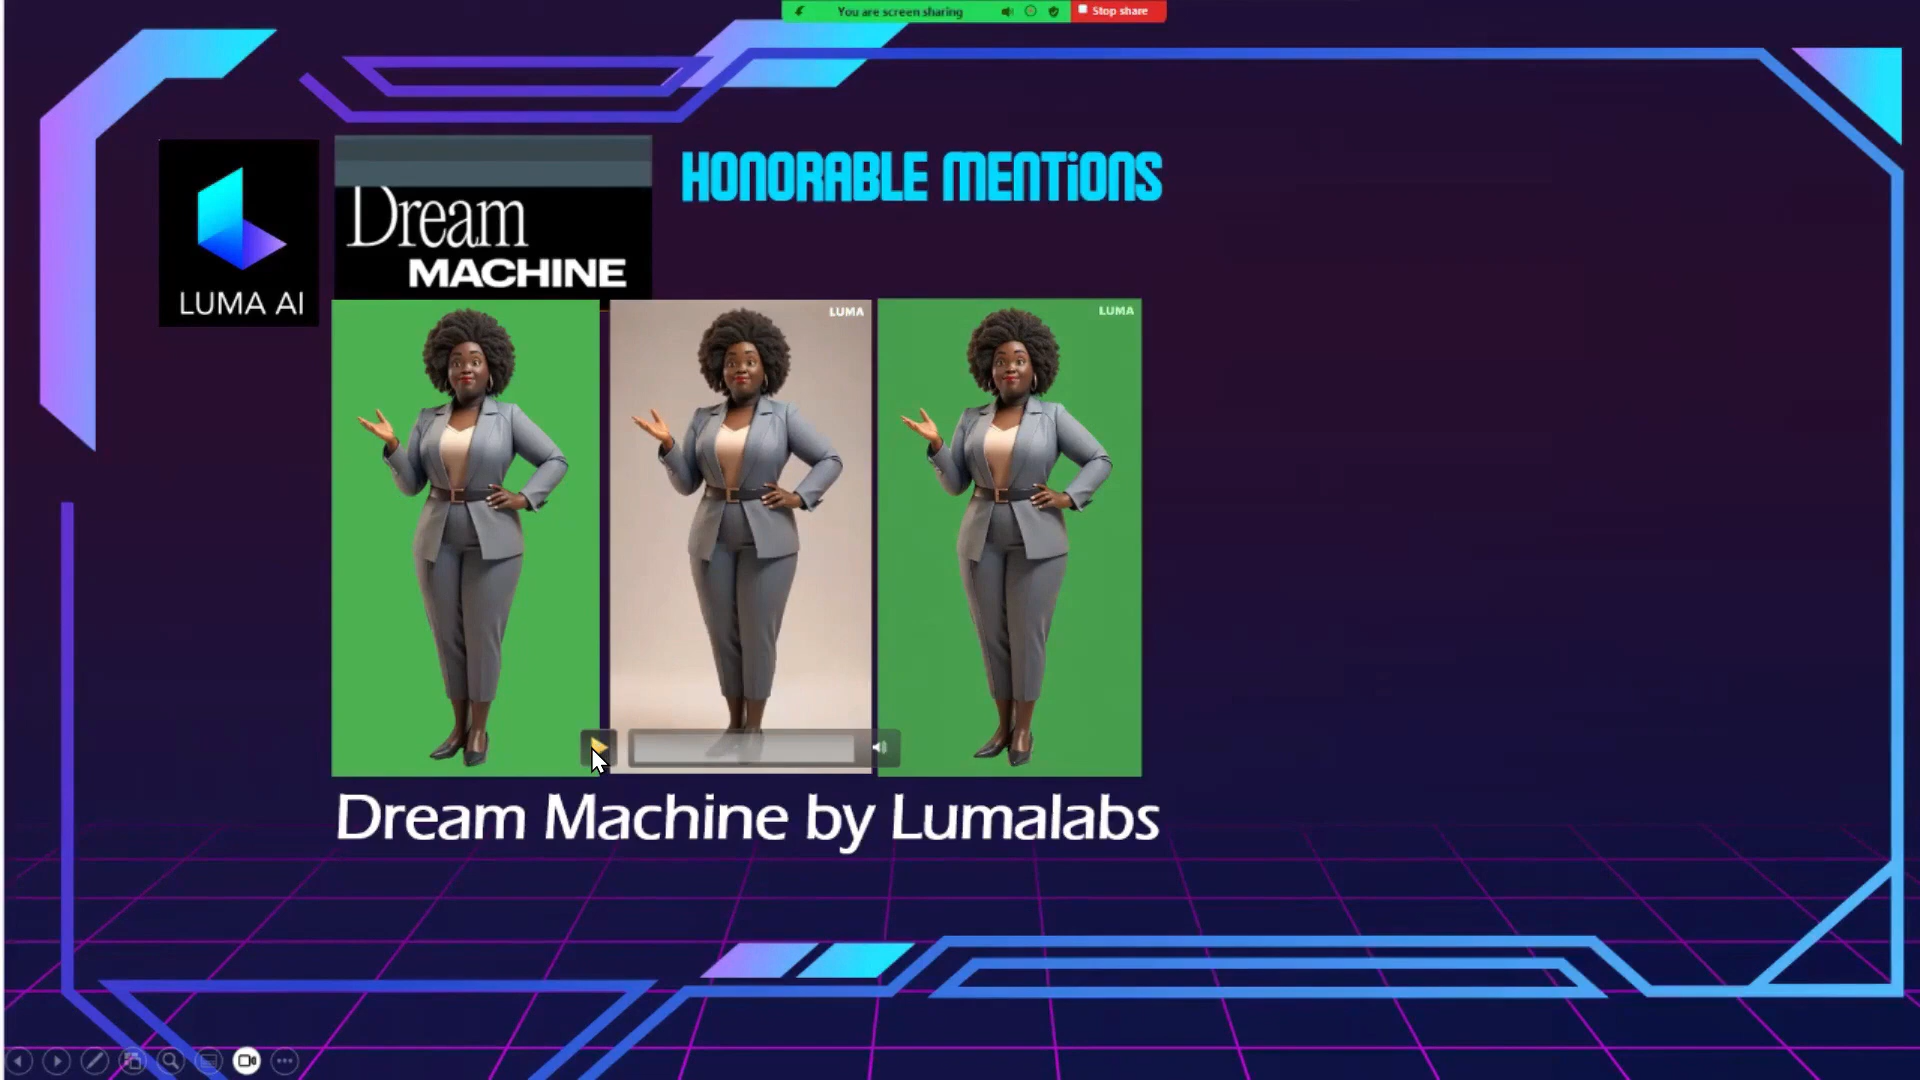 You are screen sharing
Stop share
HONORABLE MENTiONS
Dream
MACHINE
LUMA AI
LUMA
LUMA
Dream Machine by Lumalabs